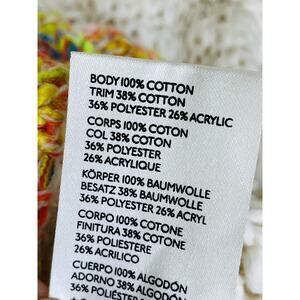 BODY 100% COTTON
TRIM 38% COTTON
36% POLYESTER 26% ACRYLIC
CORPS 100% COTON
COL 38% COTON
36% POLYESTER
26% ACRYLIQUE
KÖRPER 100% BAUMWOLLE
BESATZ 38% BAUMWOLLE
36% POLYESTER 26% ACRYL
CORPO 100% COTONE
FINITURA 38% COTONE
36% POLIESTERE
26% ACRILICO
CUERPO 100% ALGODÓN
ADORNO 38% ALGODÓN
36% POLIÉSTER